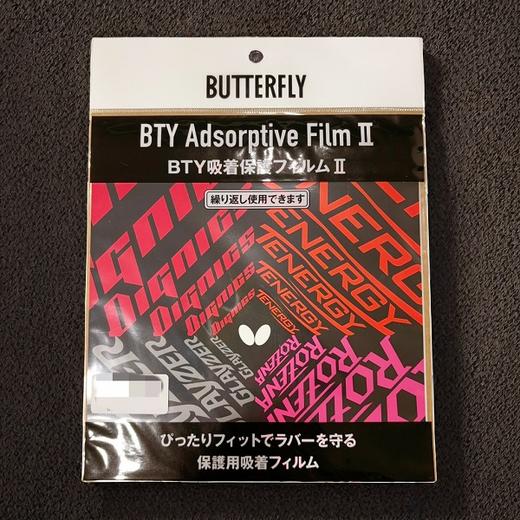 BUTTERFLY
BTY Adsorptive Film II
BTY吸着保護フィルムII
繰り返し使用できます
DIGNICS
DIGNICS
DIGNICS
DIGNICS
TENERGY
TENERGY
TENERGY
TENERGY
GLAYZER
GLAYZER
GLAYZER
ROZENA
ROZENA
ROZENA
ROZENA
ぴったりフィットでラバーを守る
保護用吸着フィルム